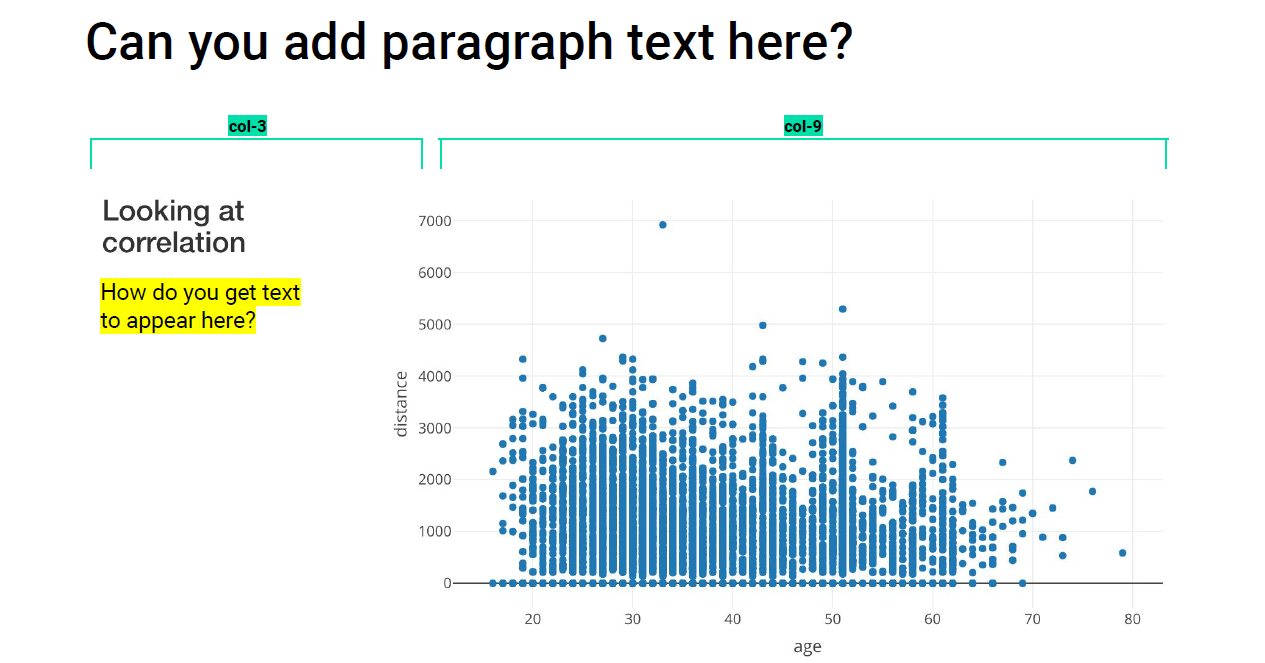 Can you add paragraph text here?
col-3
col-9
Looking at
correlation
How do you get text
to appear here?
7000
6000
5000
4000
3000
2000
1000
0
distance
20 30 40 50 60 70 80
age